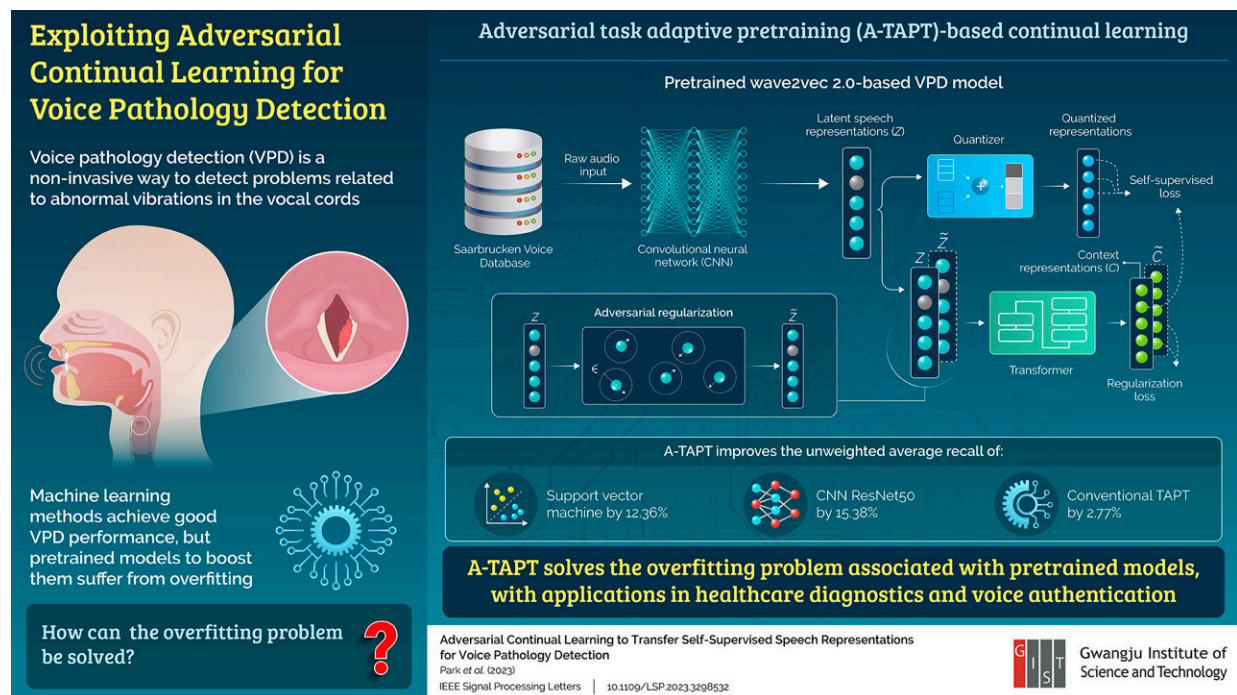 Exploiting Adversarial
Continual Learning for
Voice Pathology Detection
Voice pathology detection (VPD) is a
non-invasive way to detect problems related
to abnormal vibrations in the vocal cords
Machine learning
methods achieve good
VPD performance, but
pretrained models to boost
them suffer from overfitting
How can the overfitting problem
be solved?
?
Adversarial task adaptive pretraining (A-TAPT)-based continual learning
Pretrained wave2vec 2.0-based VPD model
Saarbrucken Voice
Database
Raw audio
input
Convolutional neural
network (CNN)
Latent speech
representations (Z)
Quantizer
+
Quantized
representations
Self-supervised
loss
Z
Z̃
Transformer
Context
representations (C)
C̃
Regularization
loss
Adversarial regularization
Z
ϵ
Z̃
A-TAPT improves the unweighted average recall of:
Support vector
machine by 12.36%
CNN ResNet50
by 15.38%
Conventional TAPT
by 2.77%
A-TAPT solves the overfitting problem associated with pretrained models,
with applications in healthcare diagnostics and voice authentication
Adversarial Continual Learning to Transfer Self-Supervised Speech Representations
for Voice Pathology Detection
Park et al. (2023)
IEEE Signal Processing Letters | 10.1109/LSP.2023.3298532
GIST
Gwangju Institute of
Science and Technology